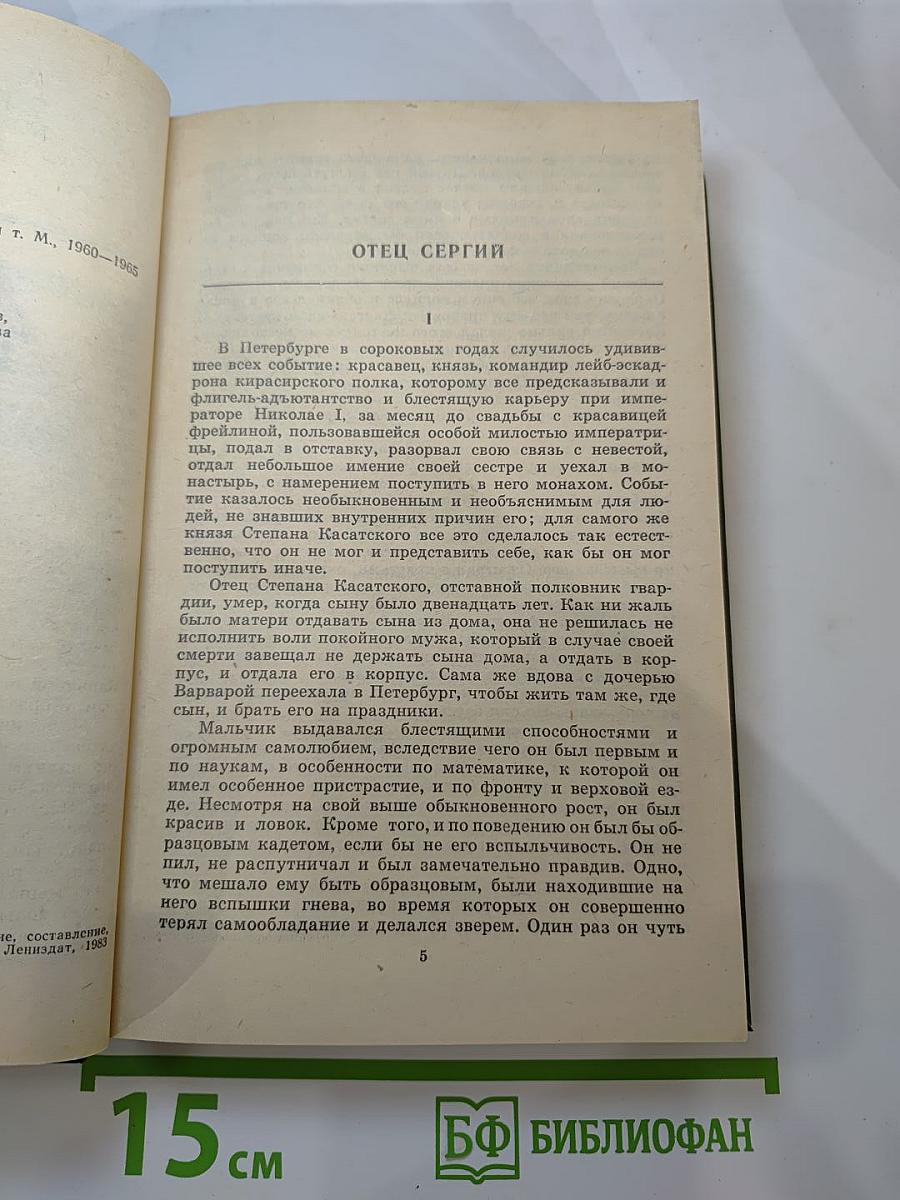 т. М., 1960—1965
ие, составление,
Лениздат, 1983
ОТЕЦ СЕРГИЙ
I
В Петербурге в сороковых годах случилось удивив-
шее всех событие: красавец, князь, командир лейб-эскад-
рона кирасирского полка, которому все предсказывали и
флигель-адъютантство и блестящую карьеру при импе-
раторе Николае I, за месяц до свадьбы с красавицей
фрейлиной, пользовавшейся особой милостью императри-
цы, подал в отставку, разорвал свою связь с невестой,
отдал небольшое имение своей сестре и уехал в мо-
настырь, с намерением поступить в него монахом. Собы-
тие казалось необыкновенным и необъяснимым для лю-
дей, не знавших внутренних причин его; для самого же
князя Степана Касатского все это сделалось так естест-
венно, что он не мог и представить себе, как бы он мог
поступить иначе.
Отец Степана Касатского, отставной полковник гвар-
дии, умер, когда сыну было двенадцать лет. Как ни жаль
было матери отдавать сына из дома, она не решилась не
исполнить воли покойного мужа, который в случае своей
смерти завещал не держать сына дома, а отдать в кор-
пус, и отдала его в корпус. Сама же вдова с дочерью
Варварой переехала в Петербург, чтобы жить там же, где
сын, и брать его на праздники.
Мальчик выдавался блестящими способностями и
огромным самолюбием, вследствие чего он был первым и
по наукам, в особенности по математике, к которой он
имел особенное пристрастие, и по фронту и верховой ез-
де. Несмотря на свой выше обыкновенного рост, он был
красив и ловок. Кроме того, и по поведению он был бы об-
разцовым кадетом, если бы не его вспыльчивость. Он не
пил, не распутничал и был замечательно правдив. Одно,
что мешало ему быть образцовым, были находившие на
него вспышки гнева, во время которых он совершенно
терял самообладание и делался зверем. Один раз он чуть
5
15 см
БФ БИБЛИОФАН